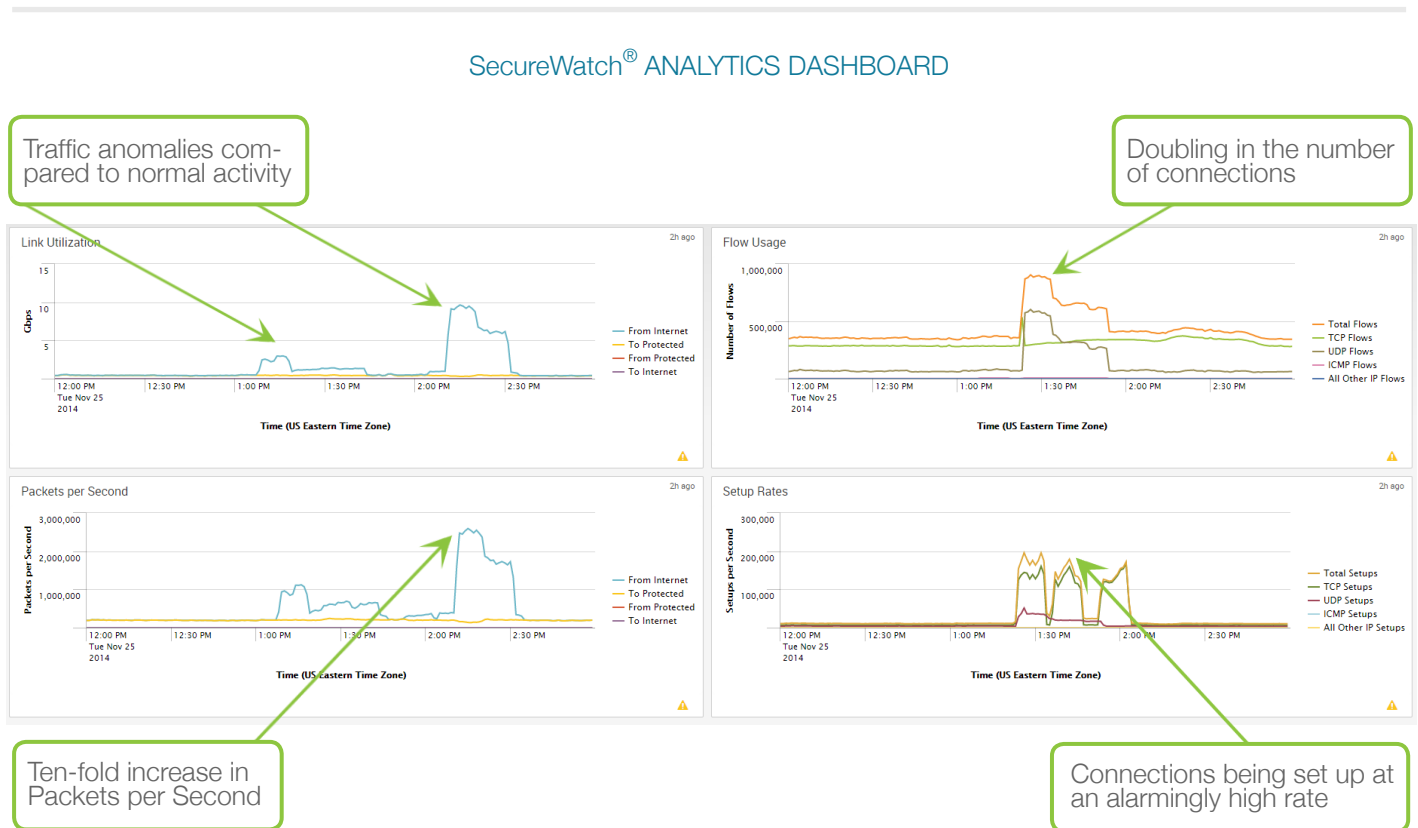 SecureWatch® ANALYTICS DASHBOARD
Traffic anomalies com-
pared to normal activity
Doubling in the number
of connections
Link Utilization
2h ago
15
10
5
Gbps
12:00 PM 12:30 PM 1:00 PM 1:30 PM 2:00 PM 2:30 PM
Tue Nov 25
2014
Time (US Eastern Time Zone)
From Internet
To Protected
From Protected
To Internet
Flow Usage
2h ago
1,000,000
500,000
Number of Flows
12:00 PM 12:30 PM 1:00 PM 1:30 PM 2:00 PM 2:30 PM
Tue Nov 25
2014
Time (US Eastern Time Zone)
Total Flows
TCP Flows
UDP Flows
ICMP Flows
All Other IP Flows
Packets per Second
2h ago
3,000,000
2,000,000
1,000,000
Packets per Second
12:00 PM 12:30 PM 1:00 PM 1:30 PM 2:00 PM 2:30 PM
Tue Nov 25
2014
Time (US Eastern Time Zone)
From Internet
To Protected
From Protected
To Internet
Setup Rates
2h ago
300,000
200,000
100,000
Setups per Second
12:00 PM 12:30 PM 1:00 PM 1:30 PM 2:00 PM 2:30 PM
Tue Nov 25
2014
Time (US Eastern Time Zone)
Total Setups
TCP Setups
UDP Setups
ICMP Setups
All Other IP Setups
Ten-fold increase in
Packets per Second
Connections being set up at
an alarmingly high rate